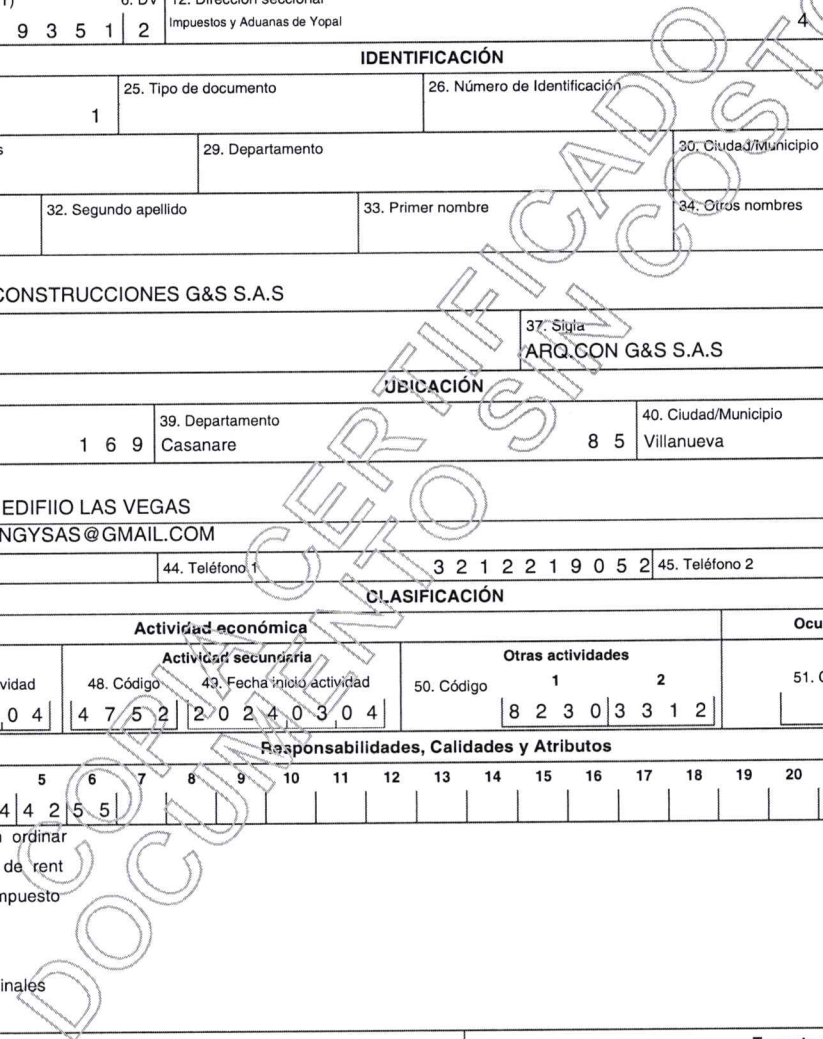 6. DV 12. Dirección seccional
9 3 5 1 2 Impuestos y Aduanas de Yopal 4
IDENTIFICACIÓN
25. Tipo de documento 26. Número de Identificación
1
s 29. Departamento 30. Ciudad/Municipio
32. Segundo apellido 33. Primer nombre 34. Otros nombres
CONSTRUCCIONES G&S S.A.S
37. Sigla
ARQ.CON G&S S.A.S
UBICACIÓN
39. Departamento 40. Ciudad/Municipio
1 6 9 Casanare 8 5 Villanueva
EDIFIIO LAS VEGAS
NGYSAS@GMAIL.COM
44. Teléfono 1 3 2 1 2 2 1 9 0 5 2 45. Teléfono 2
CLASIFICACIÓN
Actividad económica Ocu
Actividad secundaria Otras actividades
vidad 48. Código 49. Fecha inicio actividad 50. Código 1 2 51. C
0 4 4 7 5 2 2 0 2 4 0 3 0 4 8 2 3 0 3 3 1 2
Responsabilidades, Calidades y Atributos
5 6 7 8 9 10 11 12 13 14 15 16 17 18 19 20
4 4 2 5 5
n ordinar
de rent
mpuesto
inales
COPIA CERTIFICADO
DOCUMENTO SIN COSTO